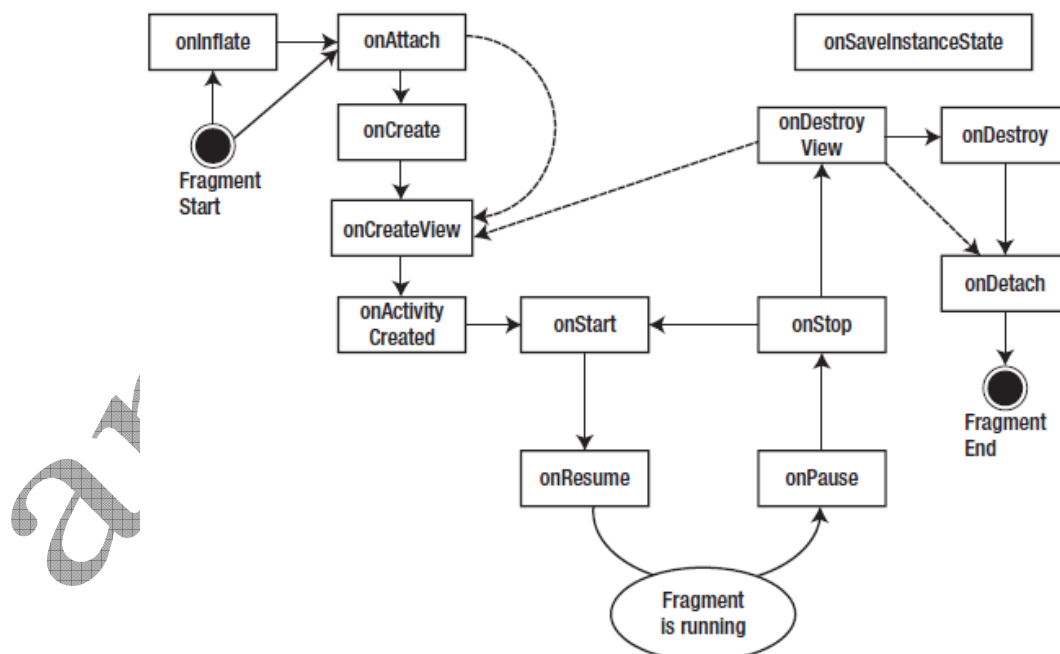 onInflate
onAttach
onSaveInstanceState
onCreate
onDestroy
View
onDestroy
Fragment
Start
onCreateView
onDetach
onActivity
Created
onStart
onStop
Fragment
End
onResume
onPause
Fragment
is running